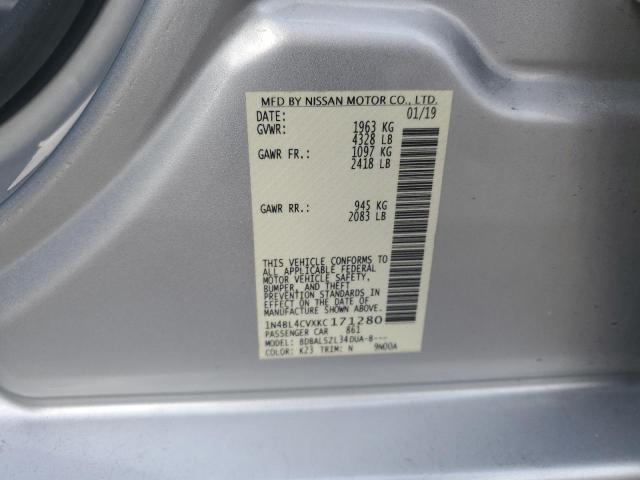 MFD BY NISSAN MOTOR CO., LTD.
DATE: 01/19
GVWR: 1963 KG
4328 LB
GAWR FR.: 1097 KG
2418 LB
GAWR RR.: 945 KG
2083 LB
THIS VEHICLE CONFORMS TO
ALL APPLICABLE FEDERAL
MOTOR VEHICLE SAFETY,
BUMPER, AND THEFT
PREVENTION STANDARDS
IN EFFECT ON THE DATE OF
MANUFACTURE SHOWN ABOVE.
1N4BL4CVXKC171280
PASSENGER CAR 861
MODEL: BDBALSZL34DUA-B---
COLOR: K23 TRIM: N 9N00A